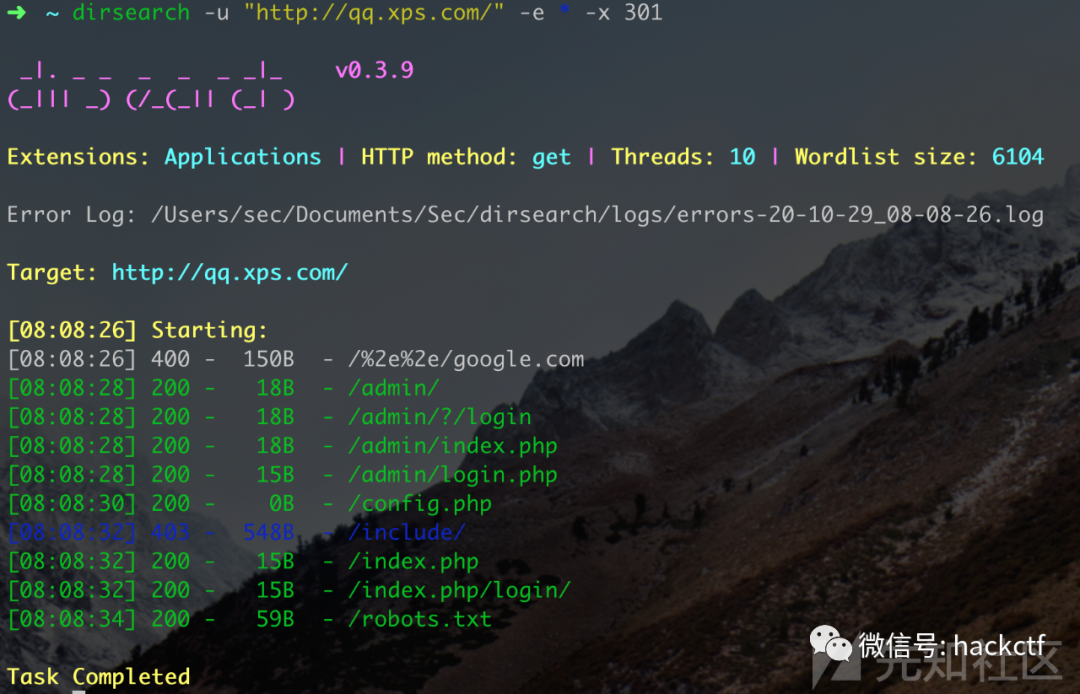 ➜ ~ dirsearch -u "http://qq.xps.com/" -e * -x 301
_|. _ _ _ _ _ _|_ v0.3.9
(_||| _) (/_(_|| (_| )
Extensions: Applications | HTTP method: get | Threads: 10 | Wordlist size: 6104
Error Log: /Users/sec/Documents/Sec/dirsearch/logs/errors-20-10-29_08-08-26.log
Target: http://qq.xps.com/
[08:08:26] Starting:
[08:08:26] 400 - 150B - /%2e%2e/google.com
[08:08:28] 200 - 18B - /admin/
[08:08:28] 200 - 18B - /admin/?/login
[08:08:28] 200 - 18B - /admin/index.php
[08:08:28] 200 - 15B - /admin/login.php
[08:08:30] 200 - 0B - /config.php
[08:08:32] 403 - 548B - /include/
[08:08:32] 200 - 15B - /index.php
[08:08:32] 200 - 15B - /index.php/login/
[08:08:34] 200 - 59B - /robots.txt
微信号: hackctf
先知社区
Task Completed